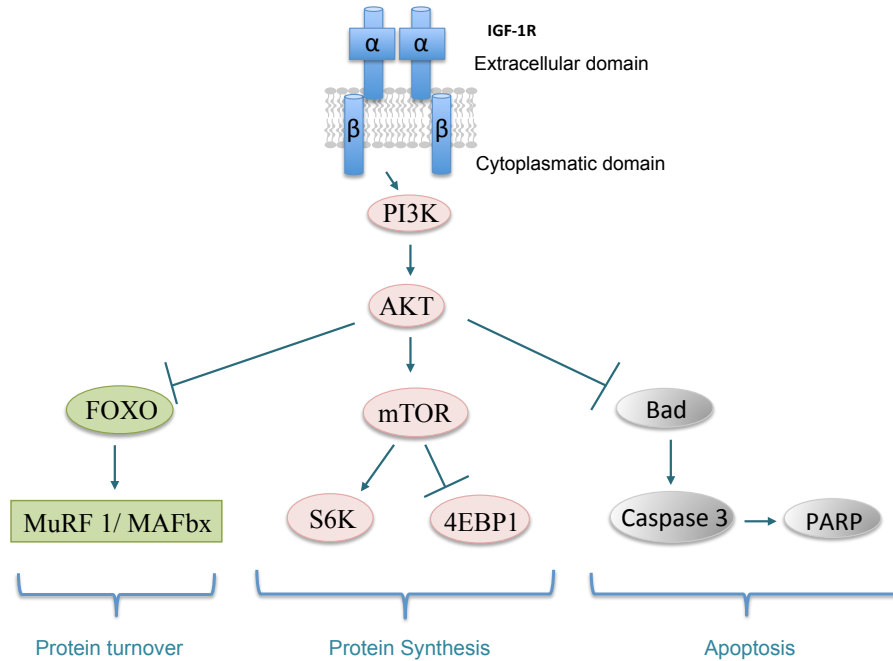 α α
IGF-1R
Extracellular domain
β β
Cytoplasmatic domain
PI3K
AKT
FOXO mTOR Bad
MuRF 1/ MAFbx S6K 4EBP1 Caspase 3 PARP
Protein turnover Protein Synthesis Apoptosis